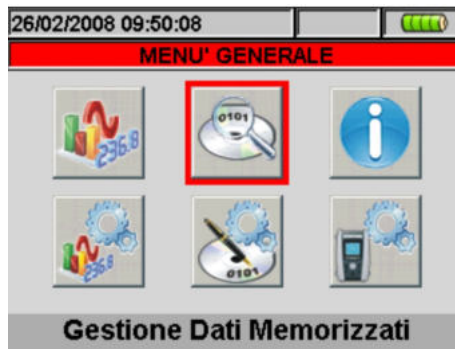 26/02/2008 09:50:08
MENU' GENERALE
236.8
0101
236.8
0101
Gestione Dati Memorizzati